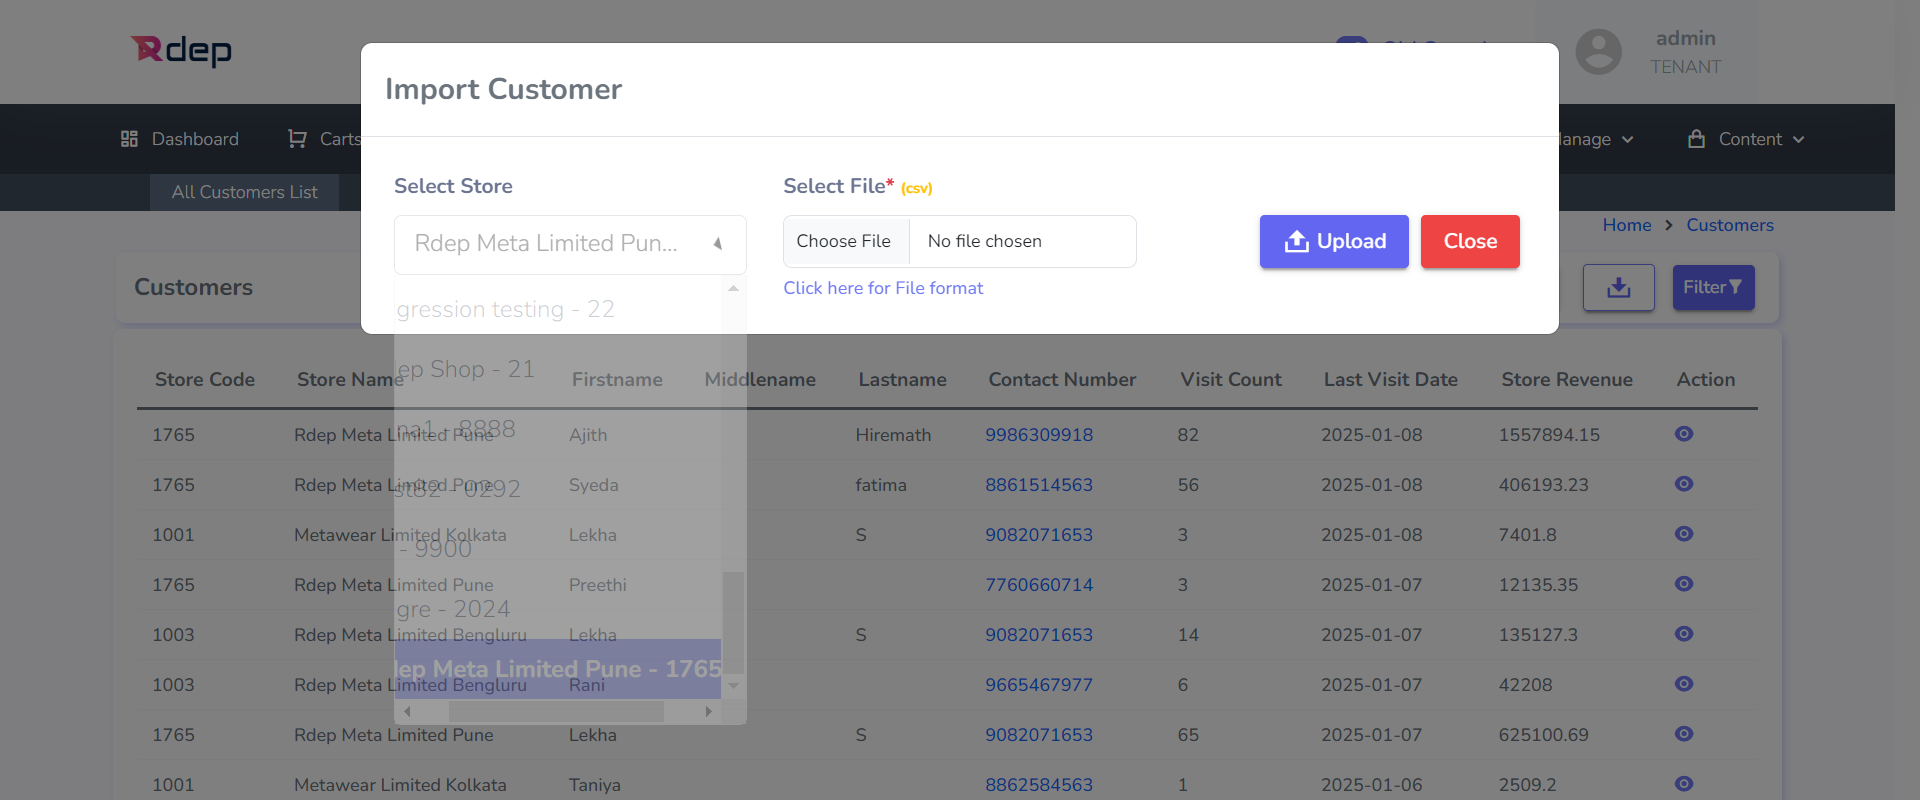 Rdep
admin
TENANT
Import Customer
Dashboard
Carts
Manage
Content
All Customers List
Select Store
Select File* (csv)
Rdep Meta Limited Pun...
Choose File
No file chosen
Upload
Close
Click here for File format
Home > Customers
Customers
Filter
gression testing - 22
ep Shop - 21
na1 - 8888
st82 - 0292
- 9900
gre - 2024
dep Meta Limited Pune - 1765
Store Code Store Name Firstname Middlename Lastname Contact Number Visit Count Last Visit Date Store Revenue Action
1765 Rdep Meta Limited Pune Ajith Hiremath 9986309918 82 2025-01-08 1557894.15
1765 Rdep Meta Limited Pune Syeda fatima 8861514563 56 2025-01-08 406193.23
1001 Metawear Limited Kolkata Lekha S 9082071653 3 2025-01-08 7401.8
1765 Rdep Meta Limited Pune Preethi 7760660714 3 2025-01-07 12135.35
1003 Rdep Meta Limited Bengluru Lekha S 9082071653 14 2025-01-07 135127.3
1003 Rdep Meta Limited Bengluru Rani 9665467977 6 2025-01-07 42208
1765 Rdep Meta Limited Pune Lekha S 9082071653 65 2025-01-07 625100.69
1001 Metawear Limited Kolkata Taniya 8862584563 1 2025-01-06 2509.2